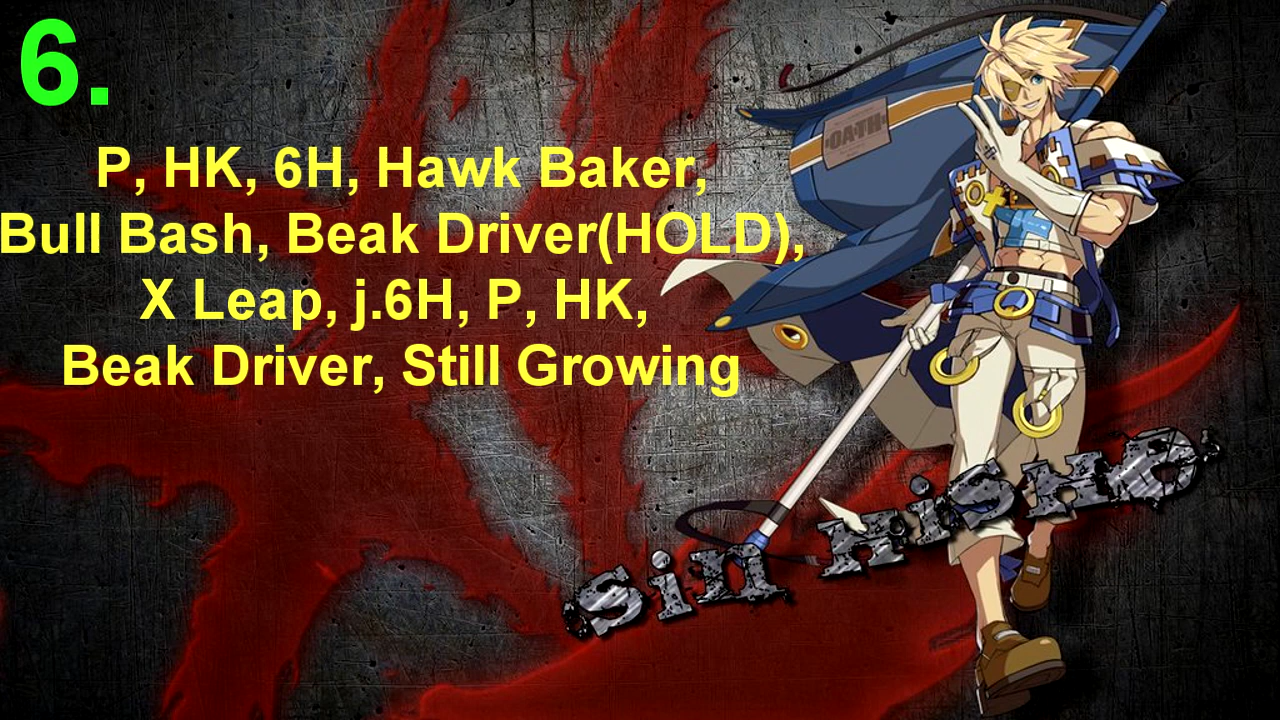 6.
P, HK, 6H, Hawk Baker,
Bull Bash, Beak Driver(HOLD),
X Leap, j.6H, P, HK,
Beak Driver, Still Growing
OATH
Sin KiSHO